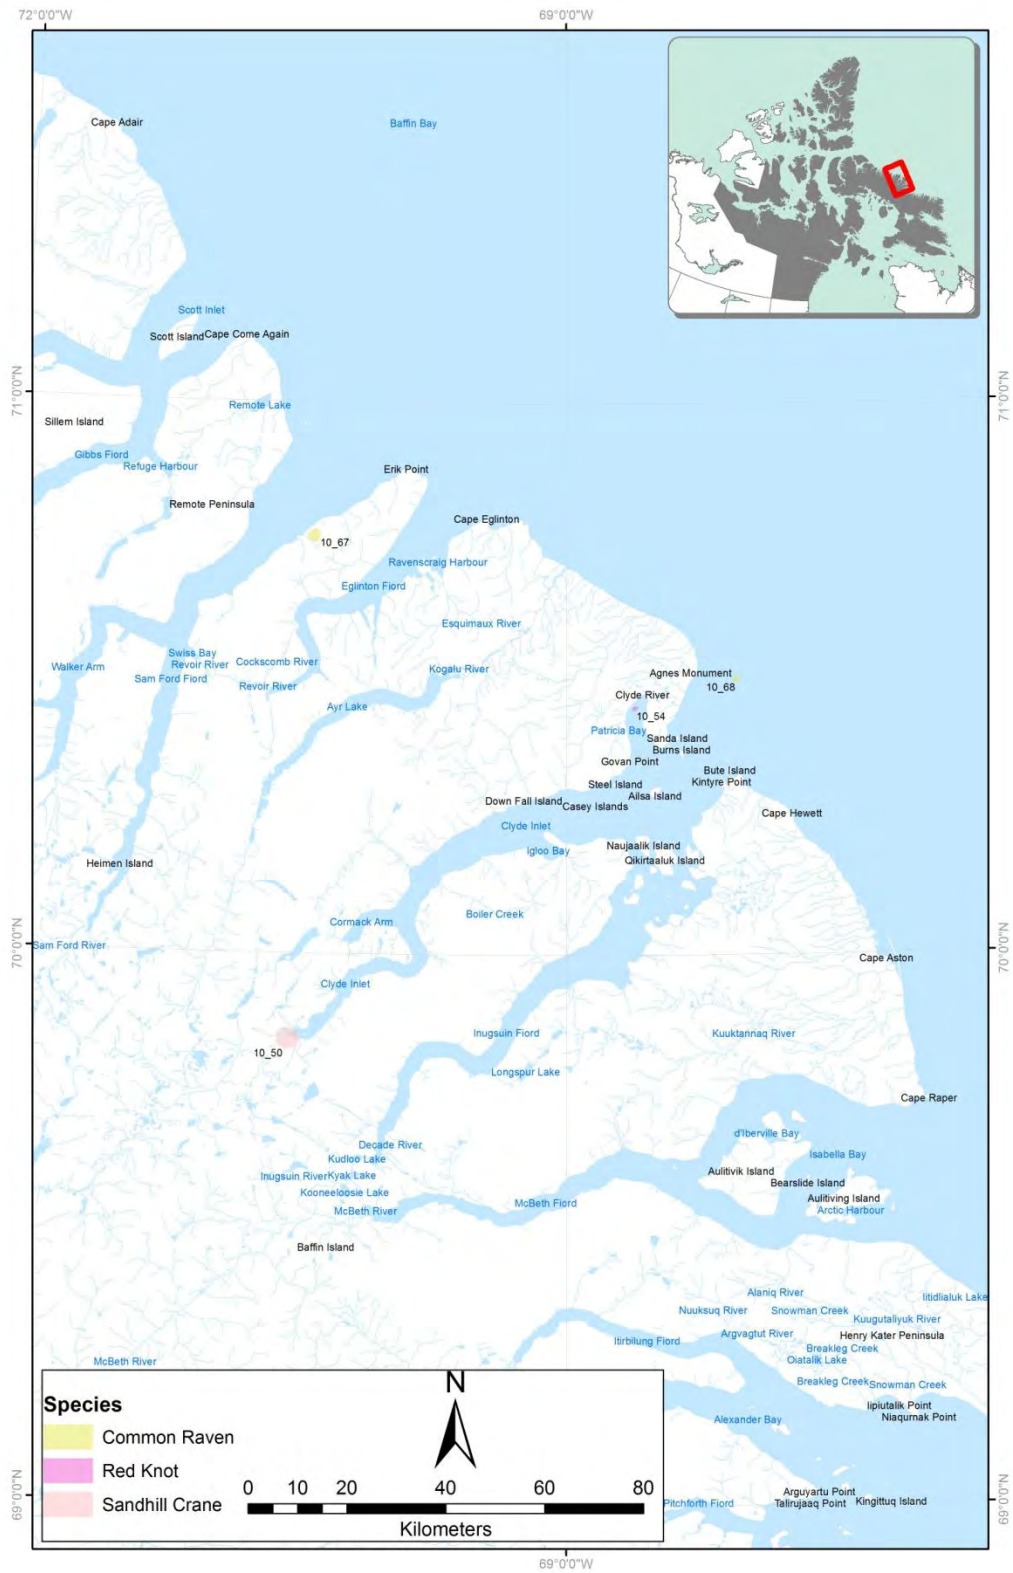 72°0'0"W
69°0'0"W
Cape Adair
Baffin Bay
Scott Inlet
Scott Island
Cape Come Again
71°0'0"N
71°0'0"N
Remote Lake
Sillem Island
Gibbs Fiord
Refuge Harbour
Erik Point
Remote Peninsula
Cape Eglinton
10_67
Ravenscraig Harbour
Eglinton Fiord
Esquimaux River
Swiss Bay
Walker Arm
Revoir River
Cockscomb River
Kogalu River
Agnes Monument
Sam Ford Fiord
Revoir River
10_68
Clyde River
Ayr Lake
10_54
Patricia Bay
Sanda Island
Burns Island
Govan Point
Bute Island
Kintyre Point
Steel Island
Ailsa Island
Down Fall Island
Casey Islands
Cape Hewett
Clyde Inlet
Naujaalik Island
Igloo Bay
Qikirtaaluk Island
Heimen Island
Boiler Creek
Cormack Arm
70°0'0"N
70°0'0"N
Sam Ford River
Cape Aston
Clyde Inlet
Inugsuin Fiord
Kuuktannaq River
10_50
Longspur Lake
Cape Raper
d'Iberville Bay
Decade River
Isabella Bay
Kudloo Lake
Aulitivik Island
Inugsuin River
Kyak Lake
Bearslide Island
Kooneeloosie Lake
Aulitiving Island
McBeth Fiord
McBeth River
Arctic Harbour
Baffin Island
Alaniq River
Iitidlialuk Lake
Nuuksuq River
Snowman Creek
Kuugutaliyuk River
Argvagtut River
Henry Kater Peninsula
Itirbilung Fiord
Breakleg Creek
Oiatalik Lake
McBeth River
Breakleg Creek
Snowman Creek
Iipiutalik Point
Niaqurnak Point
Alexander Bay
Arguyartu Point
Talirujaaq Point
Kingittuq Island
Pitchforth Fiord
69°0'0"N
69°0'0"N
Species
Common Raven
Red Knot
Sandhill Crane
N
0 10 20 40 60 80
Kilometers
69°0'0"W